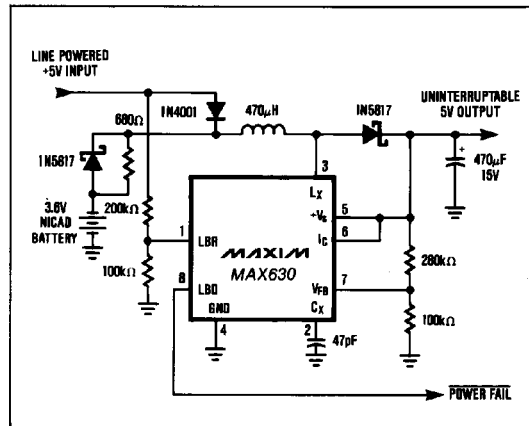 LINE POWERED
+5V INPUT
680Ω
1N4001
470μH
1N5817
UNINTERRUPTABLE
5V OUTPUT
1N5817
3
LX
+
470μF
15V
3.6V
NICAD
BATTERY
200kΩ
+VS
5
IC
6
1
LBR
MAXIM
MAX630
280kΩ
100kΩ
8
LBD
VFB
7
GND
CX
100kΩ
4
2
47pF
POWER FAIL